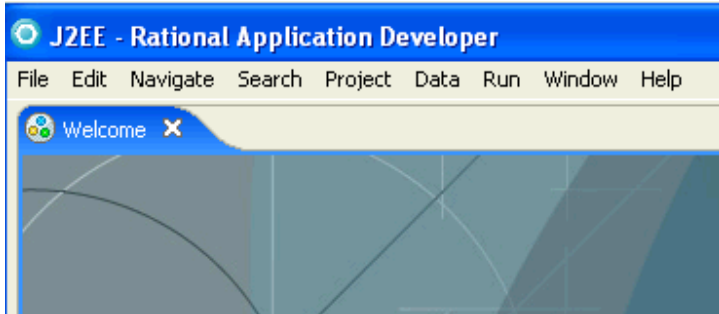 J2EE - Rational Application Developer
File Edit Navigate Search Project Data Run Window Help
Welcome